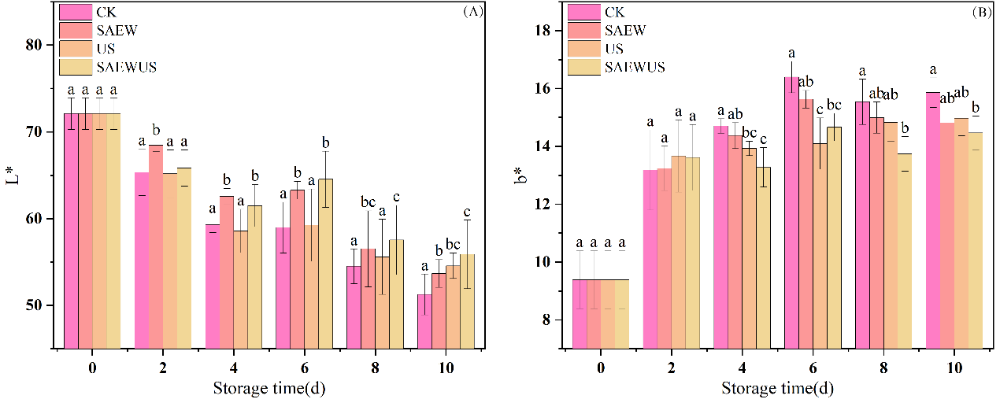 (A)
CK
SAEW
US
SAEWUS
80
70
60
50
L*
a a a a
a b a a
a b a b
a b a b
a bc a c
a b bc c
0 2 4 6 8 10
Storage time(d)
(B)
CK
SAEW
US
SAEWUS
18
16
14
12
10
8
b*
a a a a
a a a a
a ab bc c
a ab c bc
a ab ab b
a ab ab b
0 2 4 6 8 10
Storage time(d)